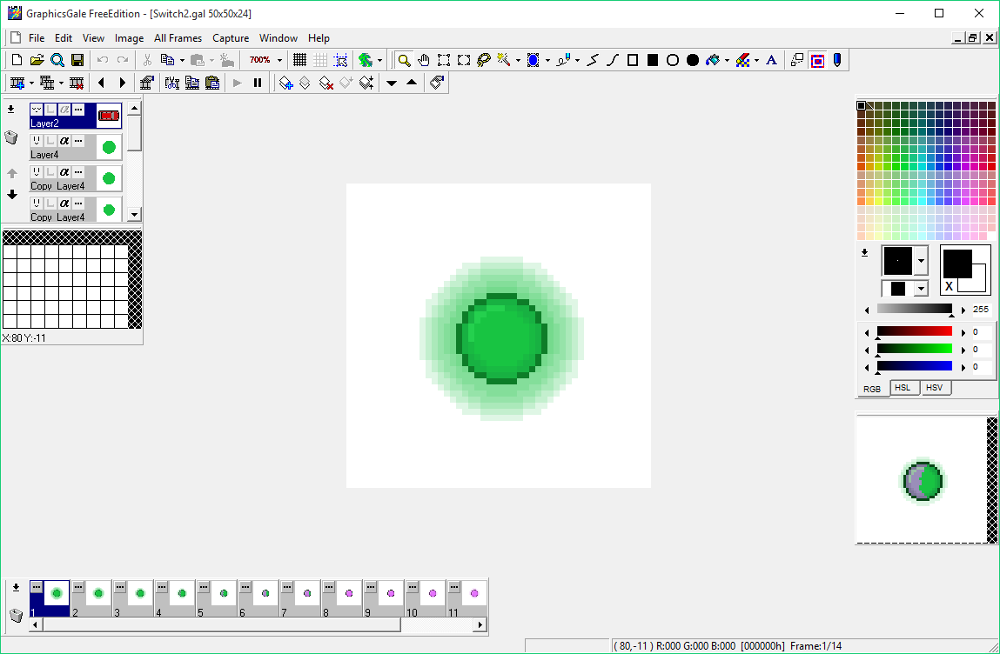 GraphicsGale FreeEdition - [Switch2.gal 50x50x24]
File Edit View Image All Frames Capture Window Help
700% A
Layer2
α
Layer4
α
Copy Layer4
α
Copy Layer4
X:80 Y:-11
X
255
0
0
0
RGB HSL HSV
1 2 3 4 5 6 7 8 9 10 11
( 80,-11 ) R:000 G:000 B:000 [000000h] Frame:1/14